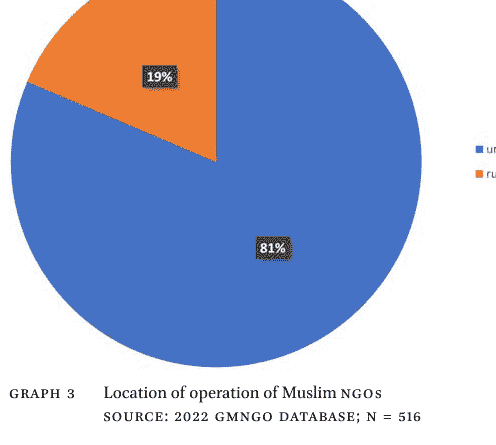 19%
81%
GRAPH 3 Location of operation of Muslim NGOs
SOURCE: 2022 GMNGO DATABASE; N = 516